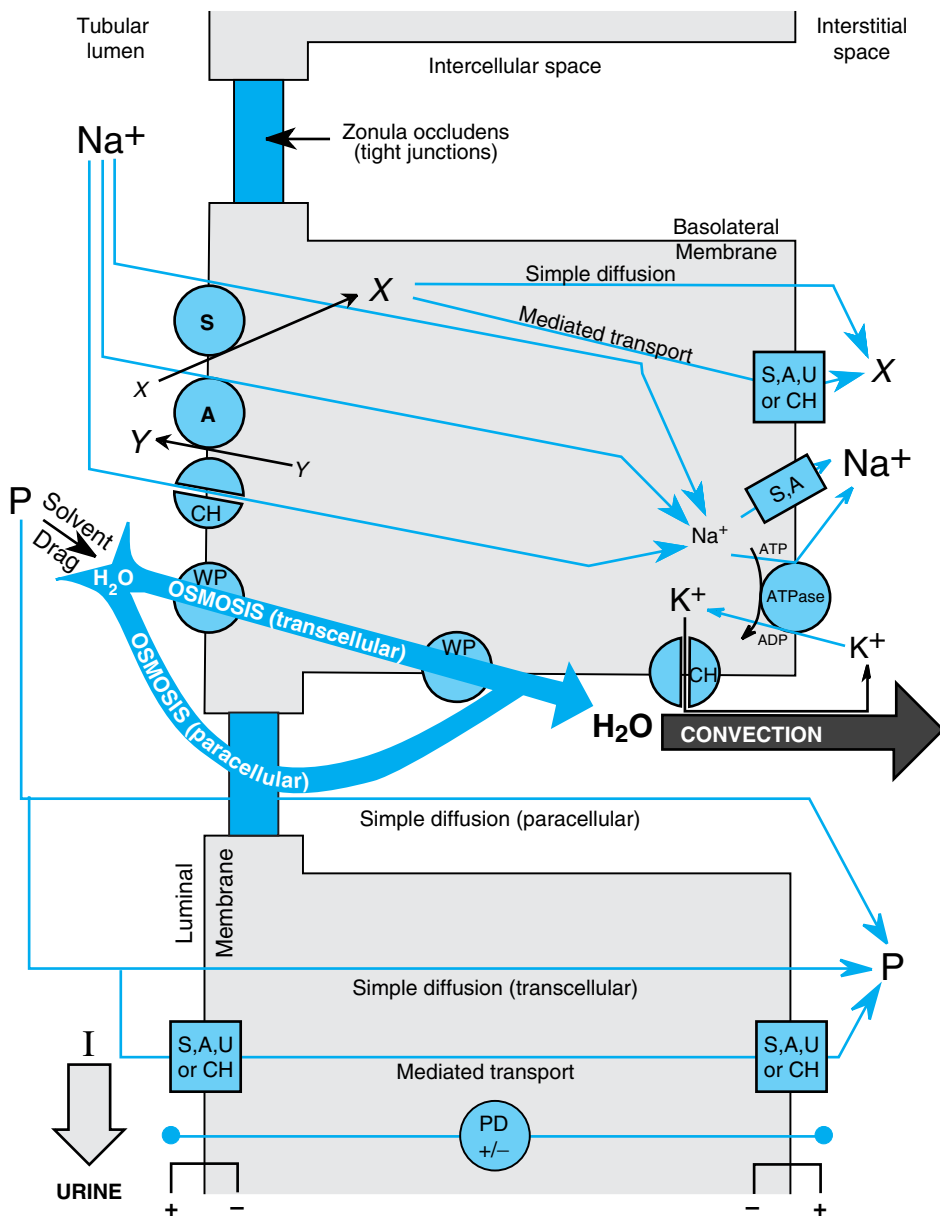 Tubular
lumen
Interstitial
space
Intercellular space
Zonula occludens
(tight junctions)
Na+
Basolateral
Membrane
Simple diffusion
X
Mediated transport
S
X
S,A,U
or CH
X
A
Y
Y
Na+
S,A
CH
P
Solvent
Drag
Na+
ATP
H2O
WP
OSMOSIS (transcellular)
K+
ATPase
ADP
K+
WP
CH
OSMOSIS (paracellular)
H2O
CONVECTION
Simple diffusion (paracellular)
Luminal
Membrane
P
Simple diffusion (transcellular)
I
S,A,U
or CH
S,A,U
or CH
Mediated transport
PD
+/–
URINE
+ –
– +